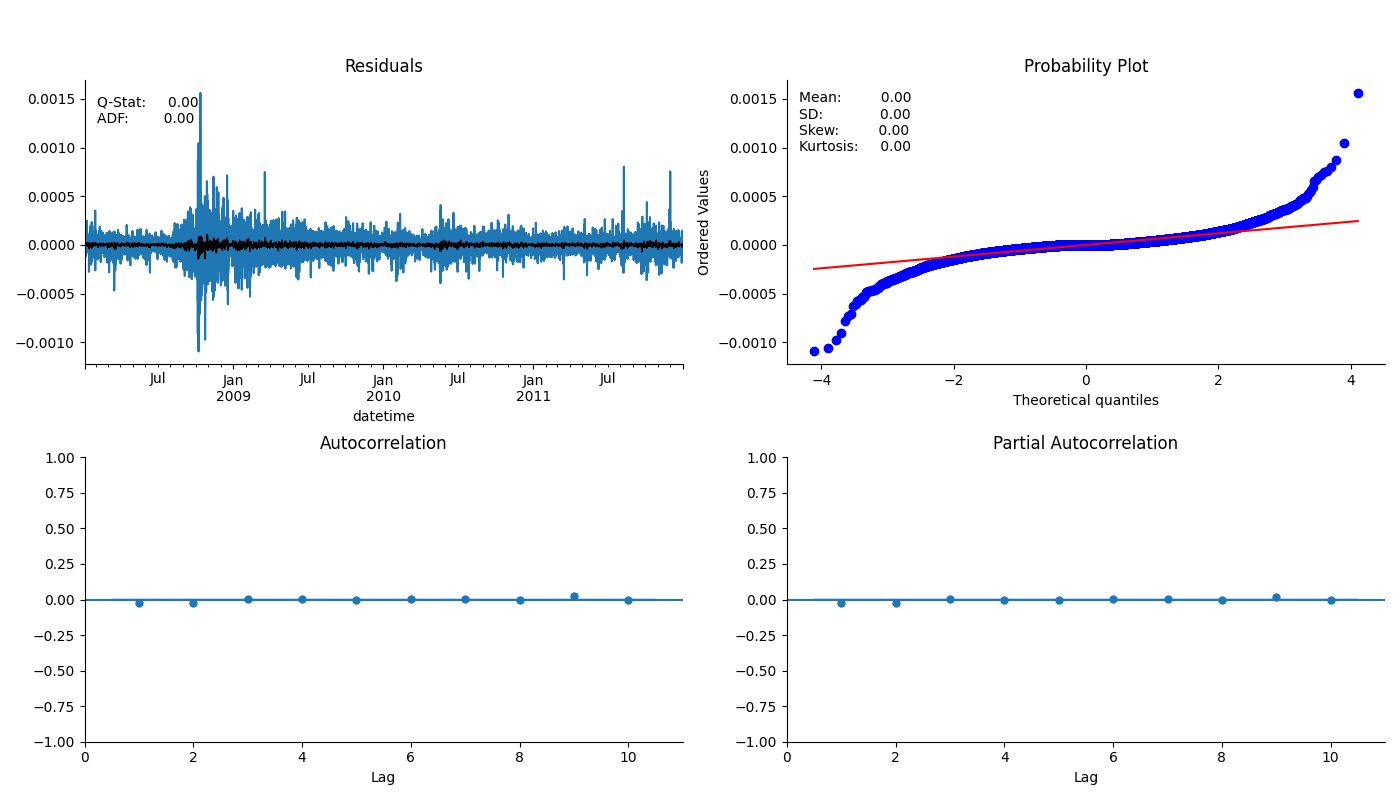 Residuals
Q-Stat: 0.00
ADF: 0.00
0.0015
0.0010
0.0005
0.0000
−0.0005
−0.0010
Jul Jan Jul Jan Jul Jan Jul
2009 2010 2011
datetime
Probability Plot
Mean: 0.00
SD: 0.00
Skew: 0.00
Kurtosis: 0.00
Ordered Values
0.0015
0.0010
0.0005
0.0000
−0.0005
−0.0010
−4 −2 0 2 4
Theoretical quantiles
Autocorrelation
1.00
0.75
0.50
0.25
0.00
−0.25
−0.50
−0.75
−1.00
0 2 4 6 8 10
Lag
Partial Autocorrelation
1.00
0.75
0.50
0.25
0.00
−0.25
−0.50
−0.75
−1.00
0 2 4 6 8 10
Lag